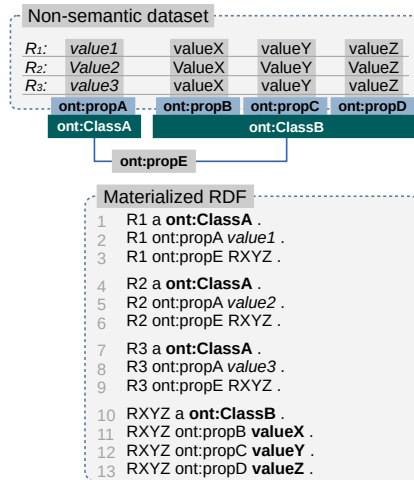 Non-semantic dataset
R₁: value1 valueX valueY valueZ
R₂: Value2 ValueX ValueY ValueZ
R₃: value3 valueX valueY valueZ
ont:propA ont:propB ont:propC ont:propD
ont:ClassA ont:ClassB
ont:propE
Materialized RDF
1 R1 a ont:ClassA .
2 R1 ont:propA value1 .
3 R1 ont:propE RXYZ .
4 R2 a ont:ClassA .
5 R2 ont:propA value2 .
6 R2 ont:propE RXYZ .
7 R3 a ont:ClassA .
8 R3 ont:propA value3 .
9 R3 ont:propE RXYZ .
10 RXYZ a ont:ClassB .
11 RXYZ ont:propB valueX .
12 RXYZ ont:propC valueY .
13 RXYZ ont:propD valueZ .